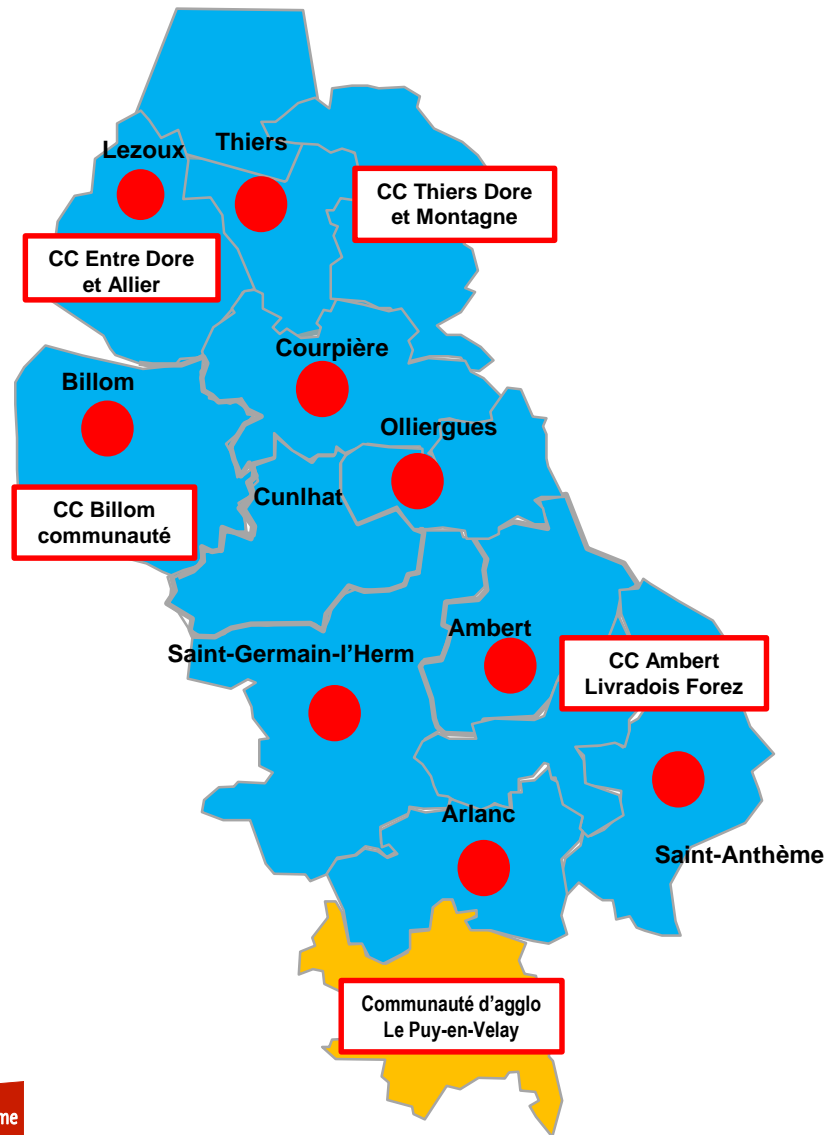 Lezoux
Thiers
CC Thiers Dore
et Montagne
CC Entre Dore
et Allier
Courpière
Billom
Olliergues
Cunlhat
CC Billom
communauté
Ambert
Saint-Germain-l'Herm
CC Ambert
Livradois Forez
Arlanc
Saint-Anthème
Communauté d'agglo
Le Puy-en-Velay
me